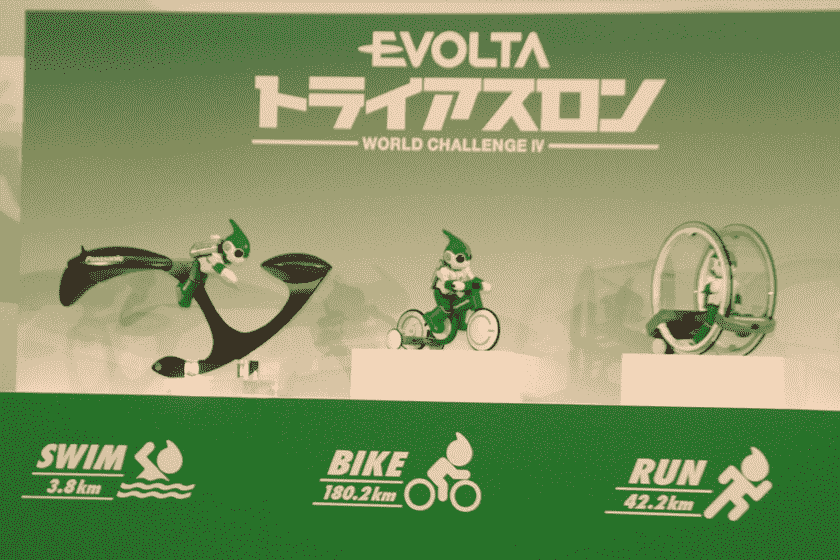 EVOLTA
トライアスロン
WORLD CHALLENGE Ⅳ
SWIM
3.8km
BIKE
180.2km
RUN
42.2km